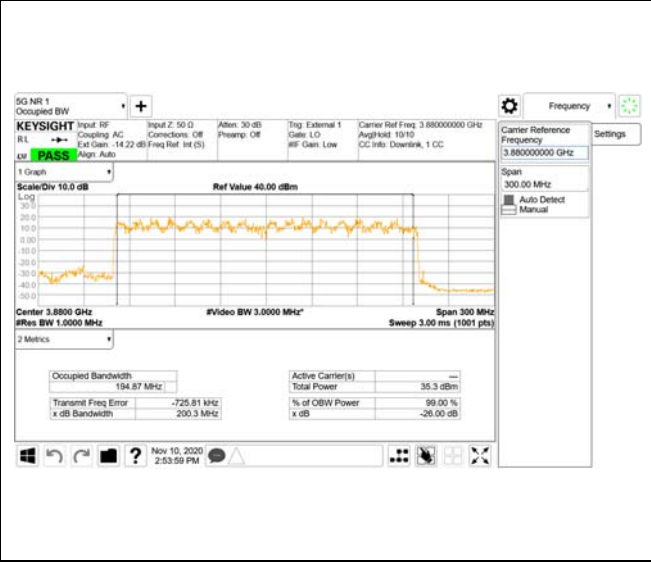 5G NR 1
Occupied BW
Frequency
KEYSIGHT
R L
PASS
Input: RF
Coupling: AC
Ext Gain: -14.22 dB
Align: Auto
Input Z: 50 Ω
Corrections: Off
Freq Ref: Int (S)
Atten: 30 dB
Preamp: Off
Trig: External 1
Gate: LO
#IF Gain: Low
Carrier Ref Freq: 3.880000000 GHz
Avg|Hold: 10/10
CC Info: Downlink, 1 CC
Carrier Reference
Frequency
3.880000000 GHz
Settings
Span
300.00 MHz
Auto Detect
Manual
1 Graph
Scale/Div 10.0 dB
Ref Value 40.00 dBm
Log
30.0
20.0
10.0
0.00
-10.0
-20.0
-30.0
-40.0
-50.0
Center 3.8800 GHz
#Video BW 3.0000 MHz*
Span 300 MHz
#Res BW 1.0000 MHz
Sweep 3.00 ms (1001 pts)
2 Metrics
Occupied Bandwidth
194.87 MHz
Transmit Freq Error -725.81 kHz
x dB Bandwidth 200.3 MHz
Active Carrier(s) —
Total Power 35.3 dBm
% of OBW Power 99.00 %
x dB -26.00 dB
?
Nov 10, 2020
2:53:59 PM